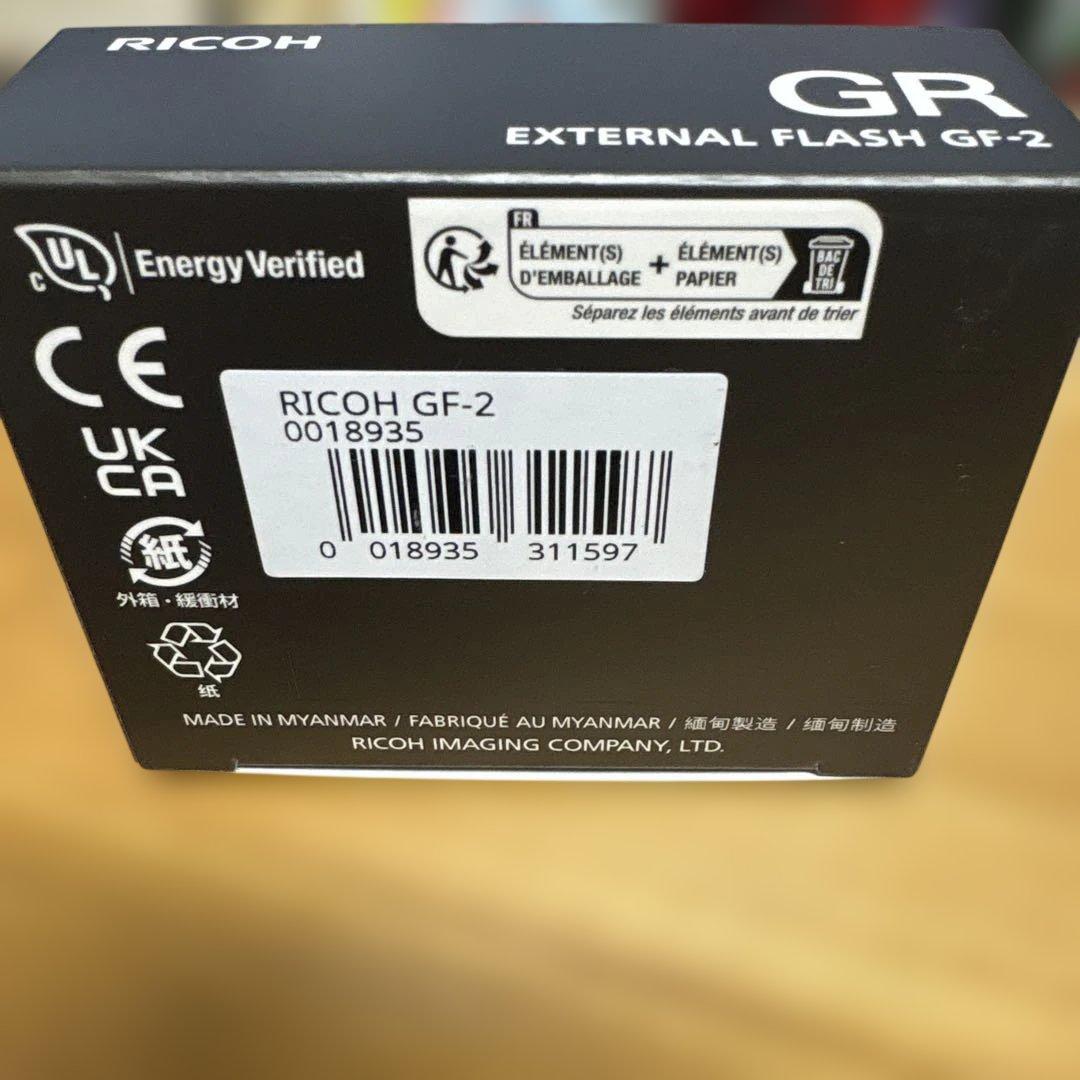 RICOH
GR
EXTERNAL FLASH GF-2
C UL Energy Verified
FR
ÉLÉMENT(S) D'EMBALLAGE + ÉLÉMENT(S) PAPIER
BAC DE TRI
Séparez les éléments avant de trier
CE
UK
CA
RICOH GF-2
0018935
0 018935 311597
紙
外箱・緩衝材
纸
MADE IN MYANMAR / FABRIQUÉ AU MYANMAR / 緬甸製造 / 缅甸制造
RICOH IMAGING COMPANY, LTD.